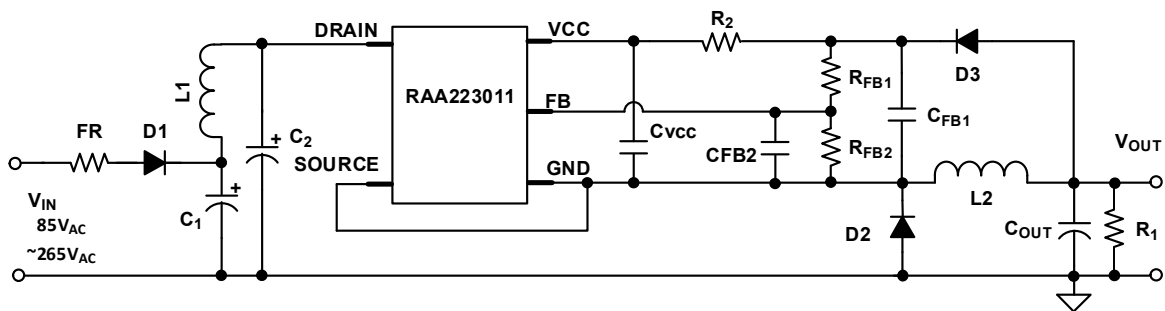 DRAIN
VCC
R2
D3
L1
RAA223011
RFB1
FB
CFB1
FR
D1
C2
CVCC
CFB2
RFB2
VOUT
SOURCE
GND
L2
VIN
85VAC
~265VAC
C1
D2
COUT
R1
+
+